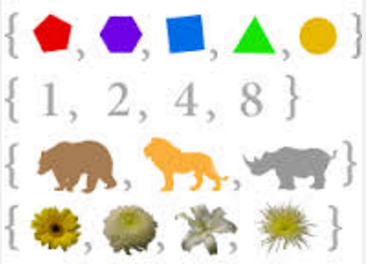 { , , , , }
{ 1, 2, 4, 8 }
{ , , }
{ , , , }